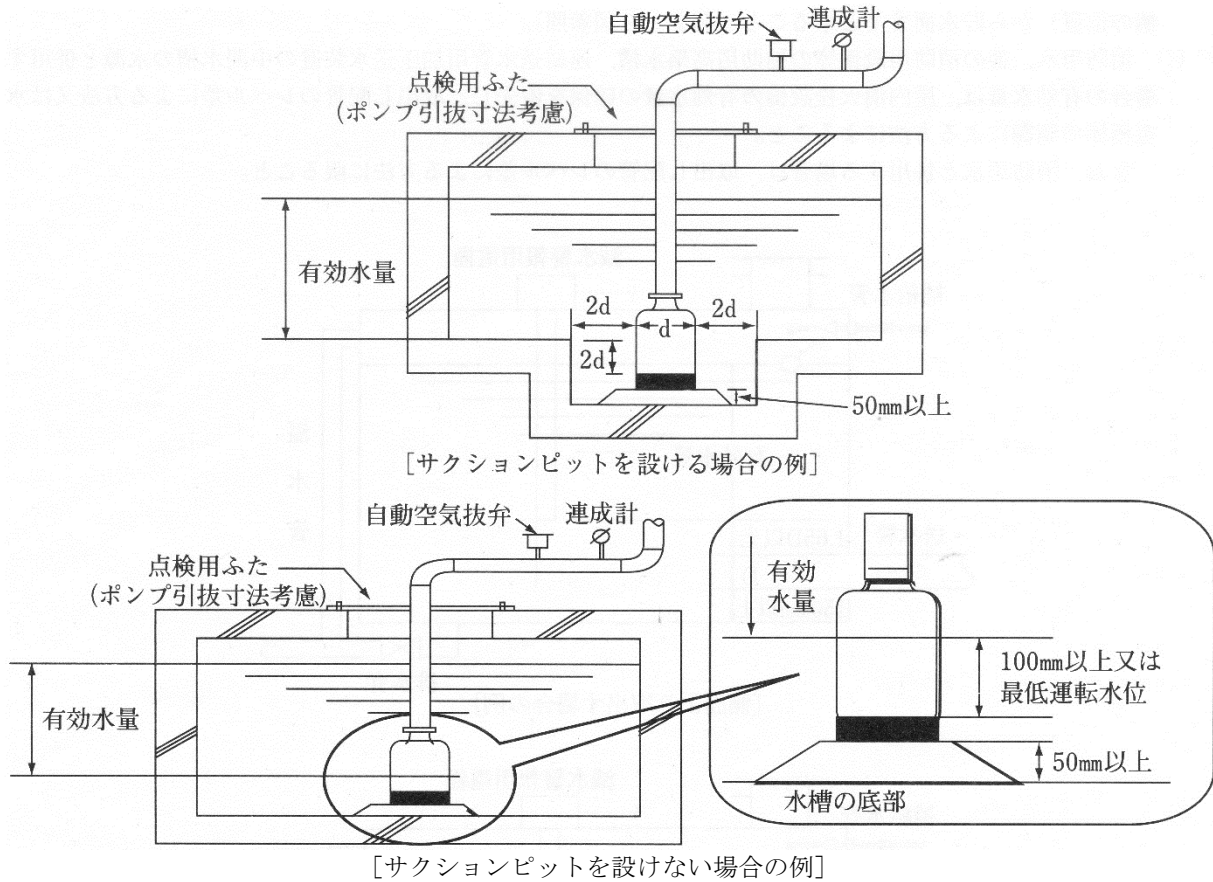 自動空気抜弁
連成計
点検用ふた
(ポンプ引抜寸法考慮)
有効水量
2d
d
2d
2d
50㎜以上
[サクションピットを設ける場合の例]
自動空気抜弁
連成計
点検用ふた
(ポンプ引抜寸法考慮)
有効水量
有効
水量
100㎜以上又は
最低運転水位
50㎜以上
水槽の底部
[サクションピットを設けない場合の例]